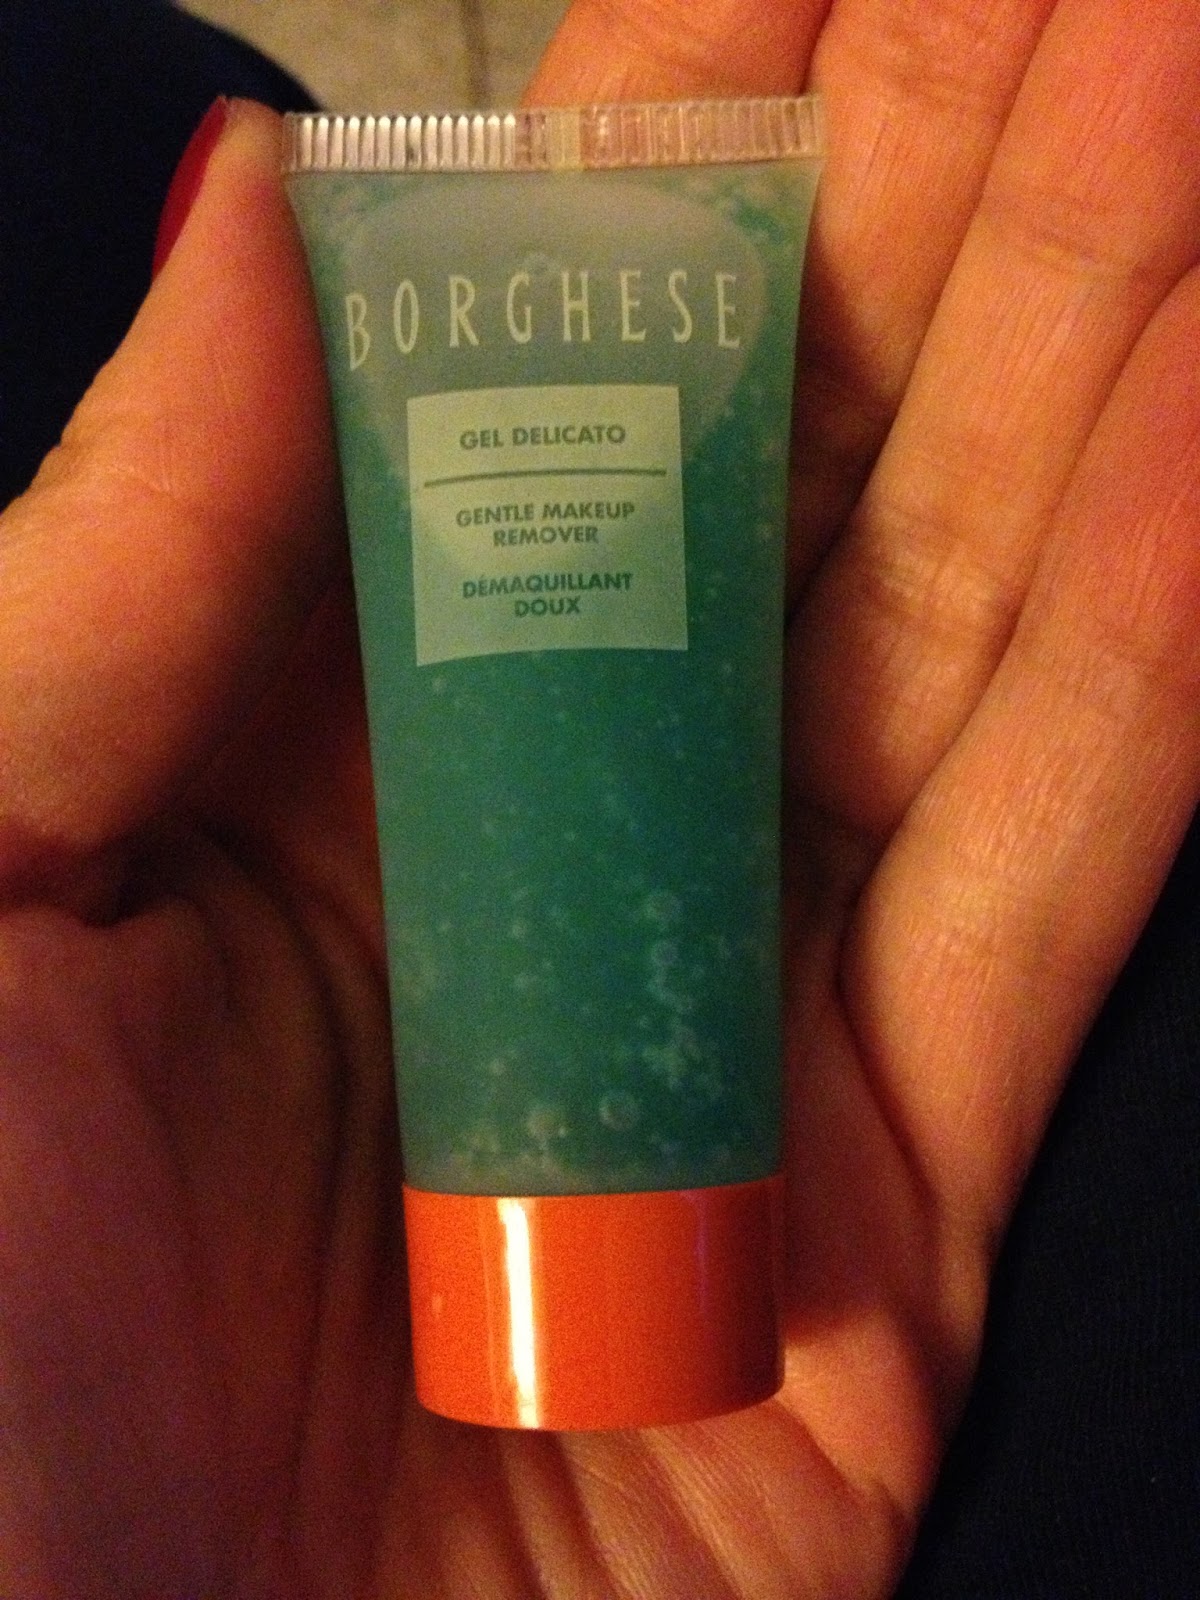 BORGHESE
GEL DELICATO
GENTLE MAKEUP
REMOVER
DÉMAQUILLANT
DOUX